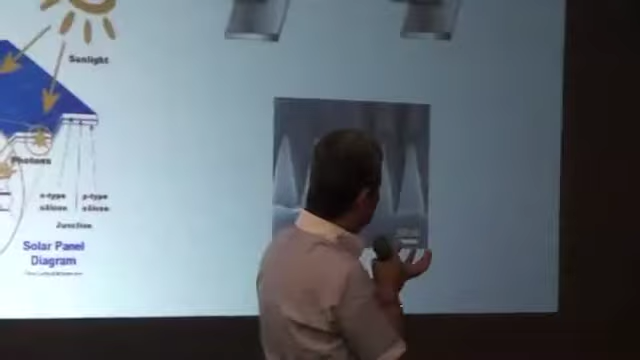 Sunlight
Photons
n-type
silicon
p-type
silicon
Junction
Solar Panel
Diagram